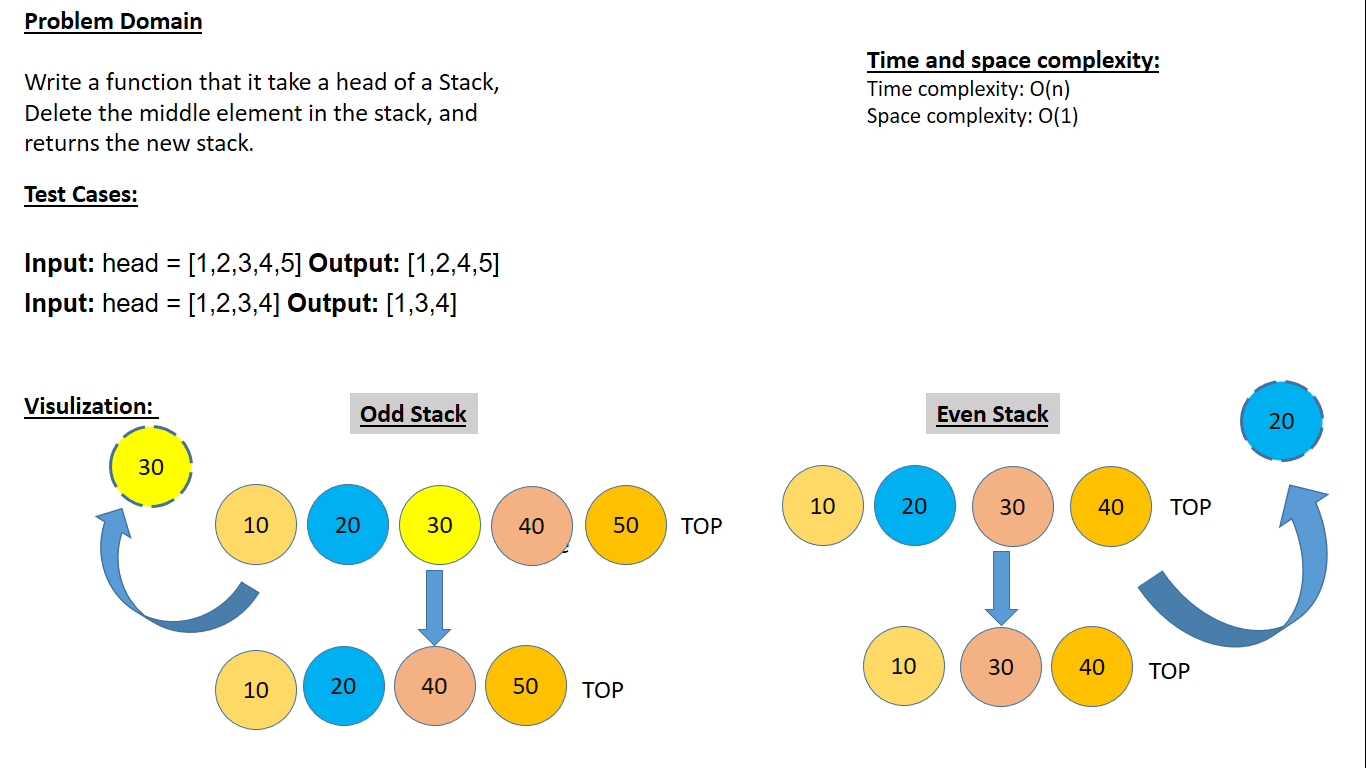 Problem Domain
Write a function that it take a head of a Stack,
Delete the middle element in the stack, and
returns the new stack.
Time and space complexity:
Time complexity: O(n)
Space complexity: O(1)
Test Cases:
Input: head = [1,2,3,4,5] Output: [1,2,4,5]
Input: head = [1,2,3,4] Output: [1,3,4]
Visulization:
Odd Stack
30
10 20 30 40 50 TOP
10 20 40 50 TOP
Even Stack
20
10 20 30 40 TOP
10 30 40 TOP